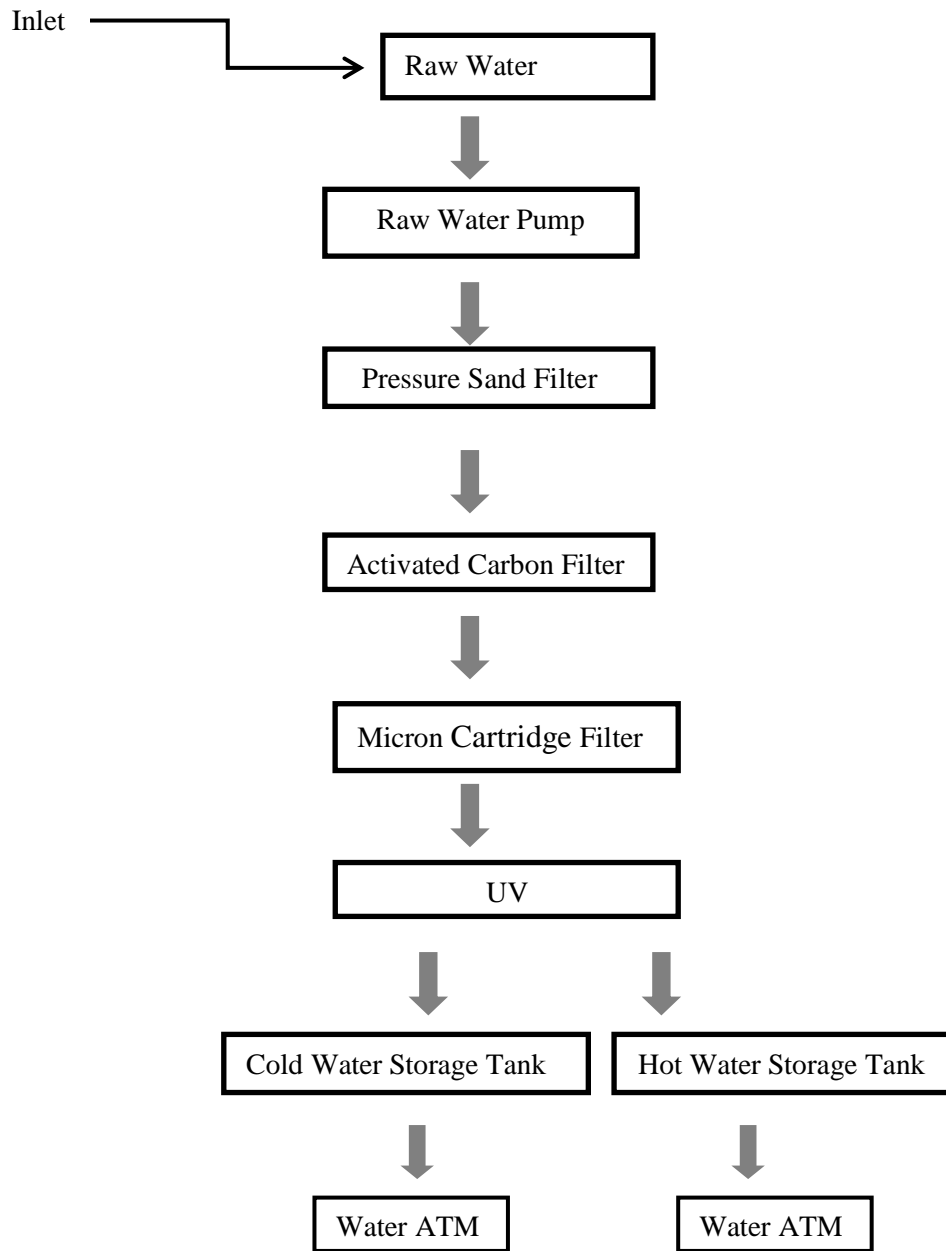 Inlet
Raw Water
Raw Water Pump
Pressure Sand Filter
Activated Carbon Filter
Micron Cartridge Filter
UV
Cold Water Storage Tank
Hot Water Storage Tank
Water ATM
Water ATM